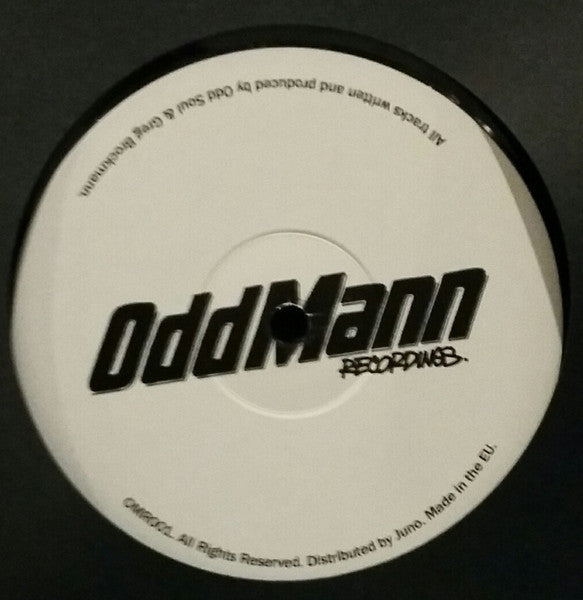 All tracks written and produced by Odd Soul & Greg Brockmann.
OddMann
RECORDINGS.
OMR001. All Rights Reserved. Distributed by Juno. Made in the EU.